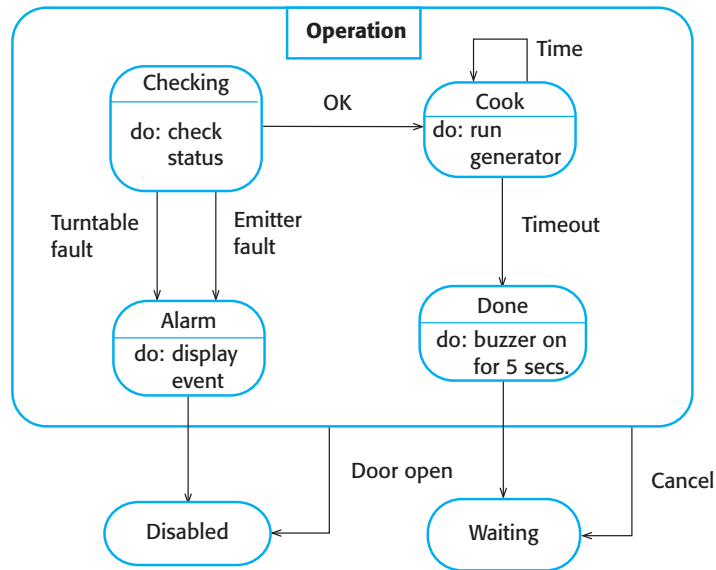 Operation
Time
Checking
do: check
status
OK
Cook
do: run
generator
Turntable
fault
Emitter
fault
Timeout
Alarm
do: display
event
Done
do: buzzer on
for 5 secs.
Door open
Cancel
Disabled
Waiting